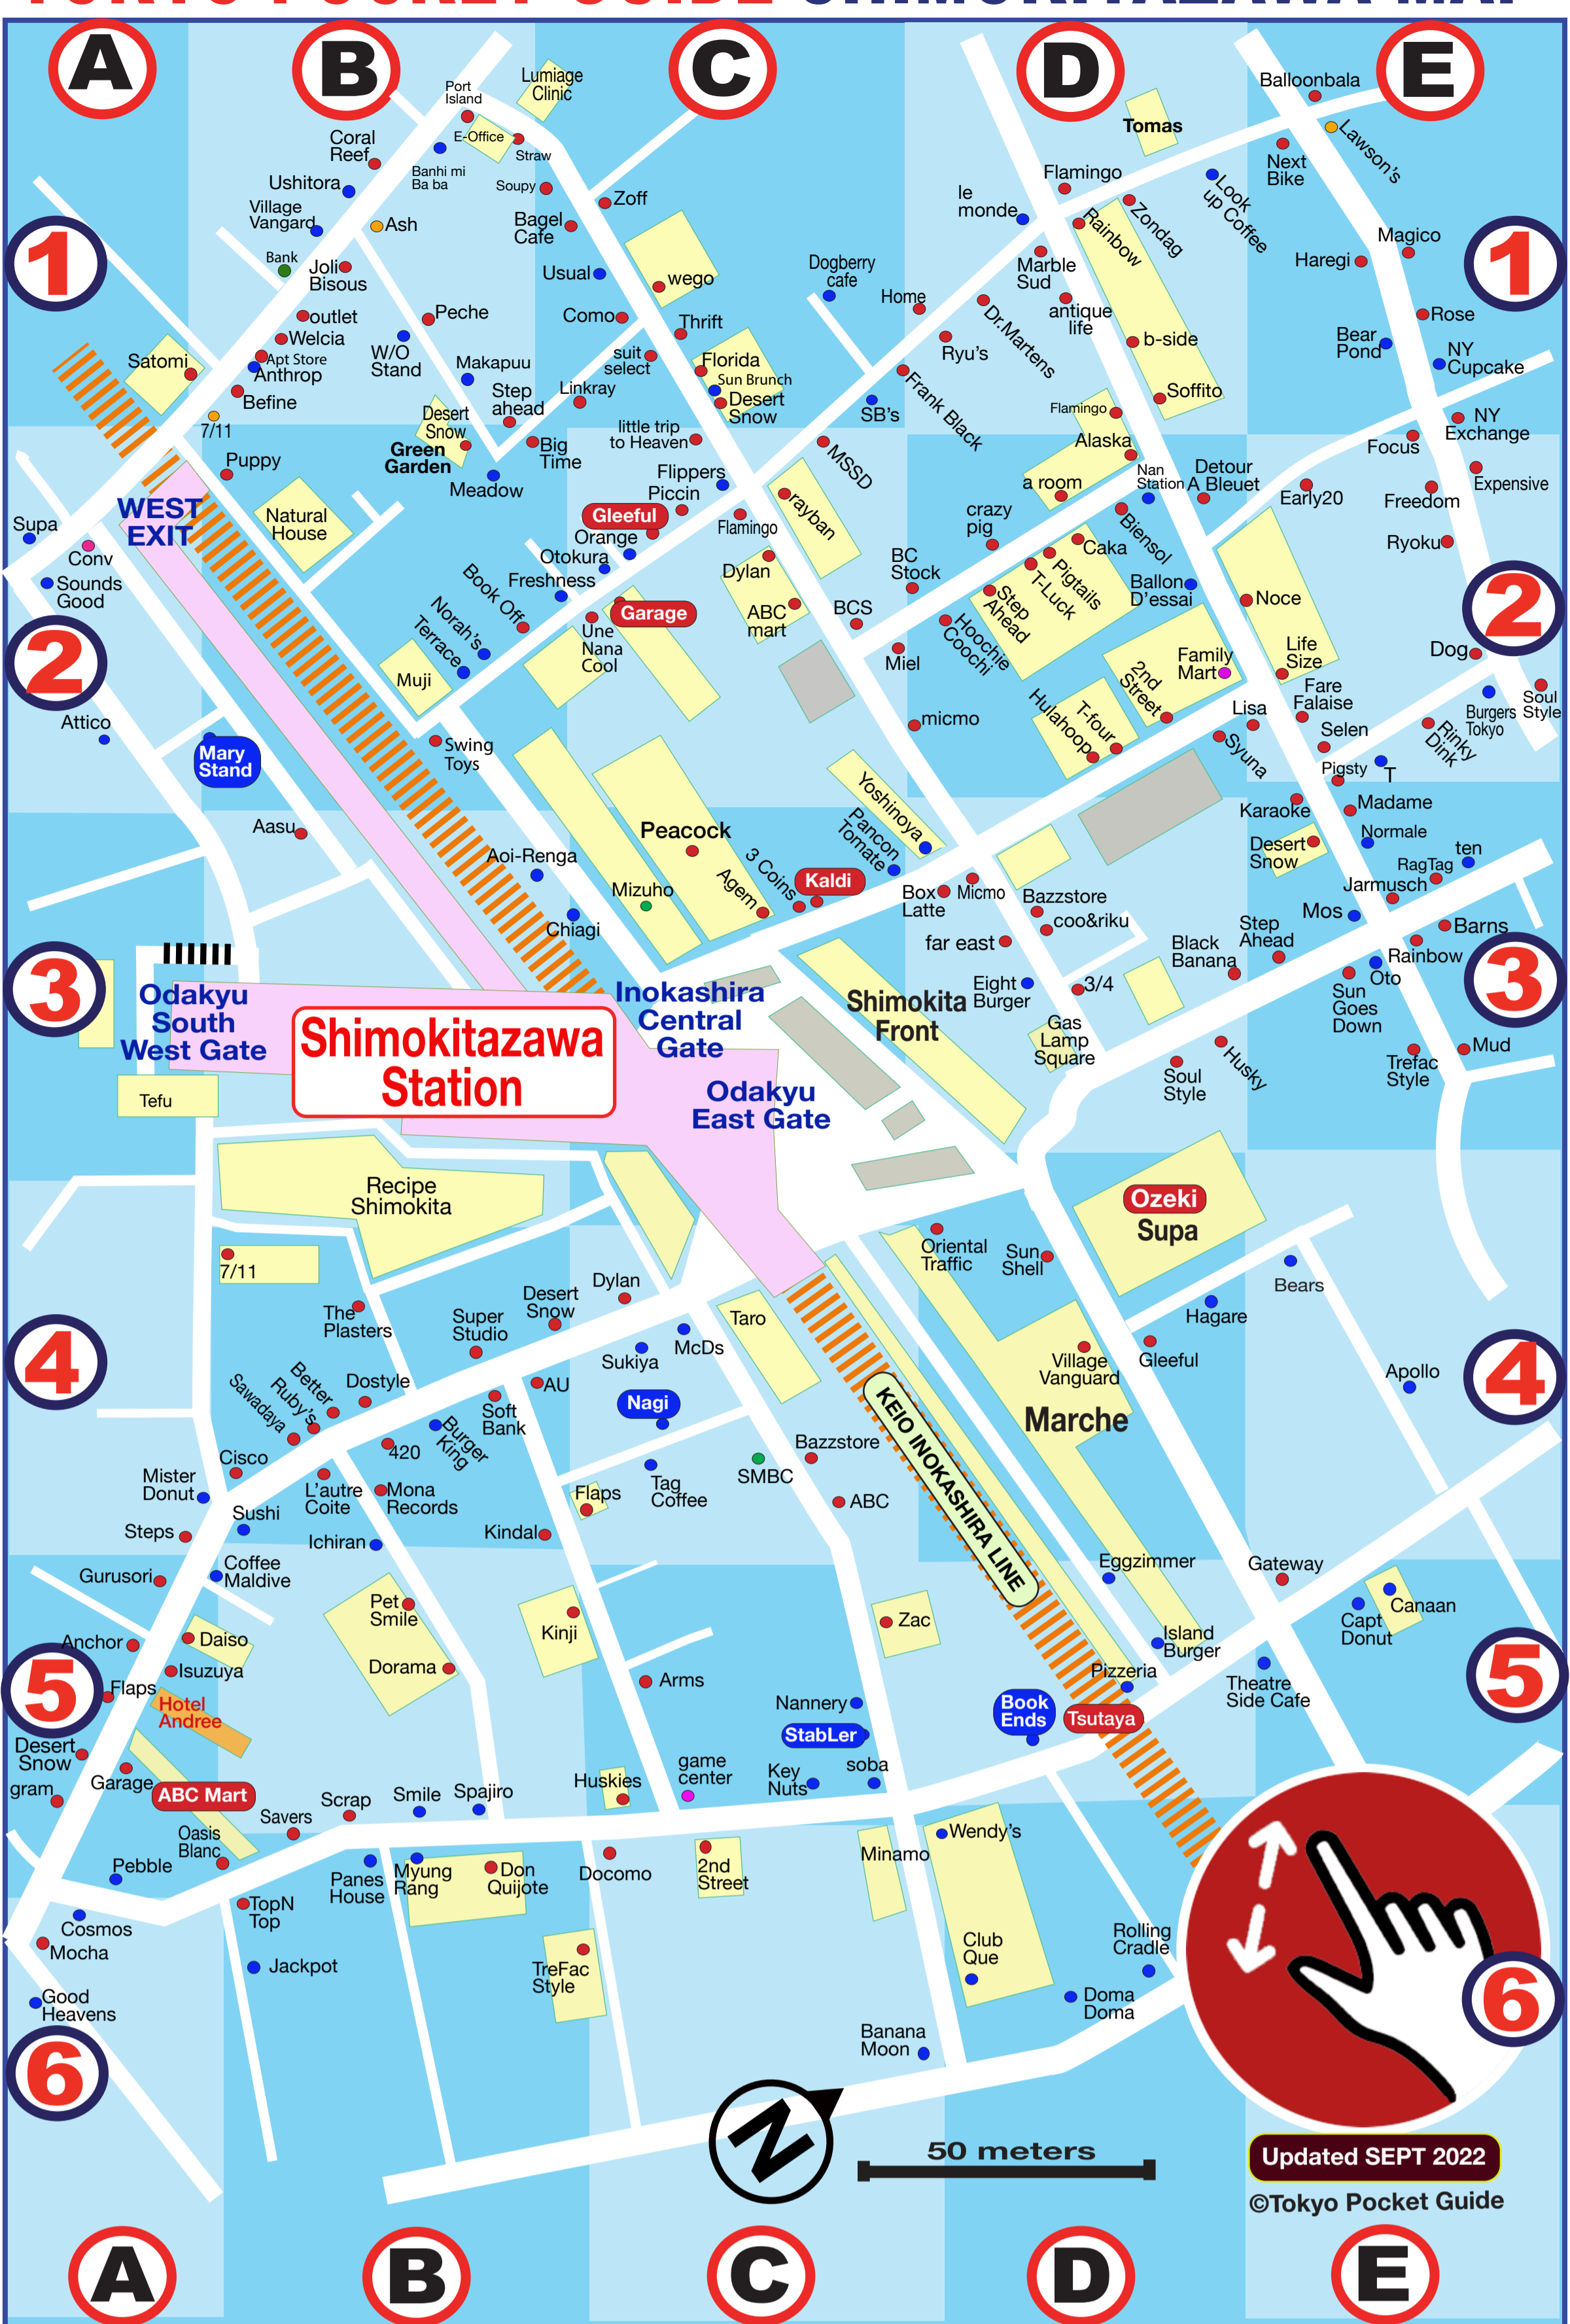 TOKYO POCKET GUIDE SHIMOKITAZAWA MAP
A
B
C
D
E
Port
Island
Lumiage
Clinic
E-Office
Straw
Coral
Reef
Banhi mi
Ba ba
Ushitora
Soupy
Zoff
Village
Vangard
Ash
Bagel
Cafe
Bank
Joli
Bisous
Usual
wego
outlet
Peche
Como
Thrift
Welcia
Apt Store
Anthrop
W/O
Stand
Makapuu
suit
select
Florida
Sun Brunch
Desert
Snow
Satomi
Befine
Step
ahead
Linkray
7/11
Desert
Snow
Green
Garden
Big
Time
little trip
to Heaven
Tomas
Balloonbala
Lawson's
Next
Bike
Flamingo
le
monde
Look
up Coffee
Zondag
Rainbow
Marble
Sud
Magico
Haregi
Dogberry
cafe
Home
Dr.Martens
antique
life
Rose
Ryu's
b-side
Bear
Pond
NY
Cupcake
SB's
Frank Black
Soffito
Flamingo
Alaska
NY
Exchange
Focus
1
1
Puppy
Meadow
Flippers
Piccin
MSSD
WEST
EXIT
Natural
House
Gleeful
Orange
Otokura
Freshness
Flamingo
rayban
Supa
Conv
Sounds
Good
Book Off
Norah's
Terrace
Dylan
ABC
mart
Garage
Une
Nana
Cool
Muji
a room
Nan
Station
Detour
A Bleuet
Early20
Expensive
Freedom
crazy
pig
Biensol
Ryoku
BC
Stock
Caka
Pigtails
T-Luck
Step
Ahead
Ballon
D'essai
Noce
BCS
Hoochie
Coochi
Miel
Life
Size
Dog
Family
Mart
2nd
Street
Fare
Falaise
Burgers
Tokyo
Soul
Style
2
2
Attico
Mary
Stand
Swing
Toys
micmo
Hulahoop
T-four
Lisa
Syuna
Selen
Rinky
Dink
Pigsty
T
Yoshinoya
Pancon
Tomate
Karaoke
Madame
Normale
Desert
Snow
ten
RagTag
Jarmusch
Aasu
Aoi-Renga
Peacock
3 Coins
Kaldi
Agem
Mizuho
Chiagi
Box
Latte
Micmo
Bazzstore
coo&riku
far east
Mos
Barns
Step
Ahead
Black
Banana
Rainbow
Oto
Sun
Goes
Down
3
3
Odakyu
South
West Gate
Inokashira
Central
Gate
Shimokita
Front
Eight
Burger
3/4
Gas
Lamp
Square
Shimokitazawa
Station
Odakyu
East Gate
Soul
Style
Husky
Trefac
Style
Mud
Tefu
Recipe
Shimokita
Ozeki
Supa
7/11
Oriental
Traffic
Sun
Shell
Bears
Hagare
The
Plasters
Dylan
Desert
Snow
Super
Studio
Taro
McDs
Sukiya
Village
Vanguard
Gleeful
4
4
Apollo
Better
Ruby's
Sawadaya
Dostyle
AU
Nagi
Soft
Bank
Burger
King
420
KEIO INOKASHIRA LINE
Marche
Cisco
Bazzstore
SMBC
Mister
Donut
L'autre
Coite
Mona
Records
Tag
Coffee
Flaps
ABC
Sushi
Steps
Ichiran
Kindal
Coffee
Maldive
Gurusori
Eggzimmer
Gateway
Pet
Smile
Kinji
Zac
Canaan
Capt
Donut
Anchor
Daiso
Island
Burger
Isuzuya
Dorama
Arms
Pizzeria
Theatre
Side Cafe
5
5
Flaps
Hotel
Andree
Nannery
StabLer
Book
Ends
Tsutaya
Desert
Snow
Garage
gram
ABC Mart
game
center
Key
Nuts
soba
Huskies
Savers
Scrap
Smile
Spajiro
Oasis
Blanc
Wendy's
Minamo
Pebble
Panes
House
Myung
Rang
Don
Quijote
Docomo
2nd
Street
TopN
Top
Cosmos
Mocha
Jackpot
TreFac
Style
Club
Que
Rolling
Cradle
Doma
Doma
Good
Heavens
Banana
Moon
6
6
N
50 meters
Updated SEPT 2022
©Tokyo Pocket Guide
A
B
C
D
E